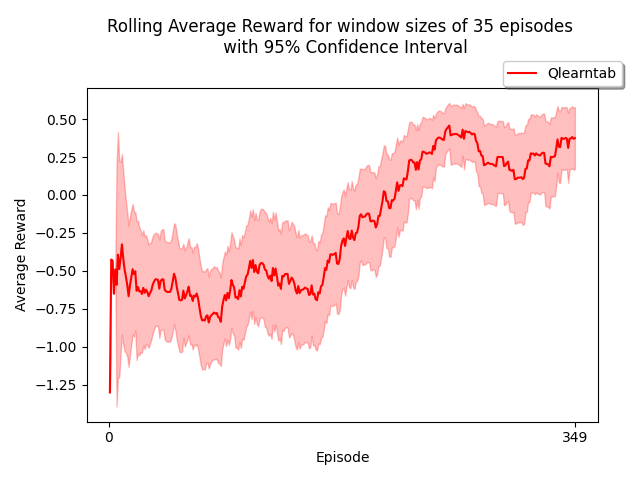 Rolling Average Reward for window sizes of 35 episodes
with 95% Confidence Interval
Qlearntab
0.50
0.25
0.00
−0.25
−0.50
−0.75
−1.00
−1.25
Average Reward
0 349
Episode